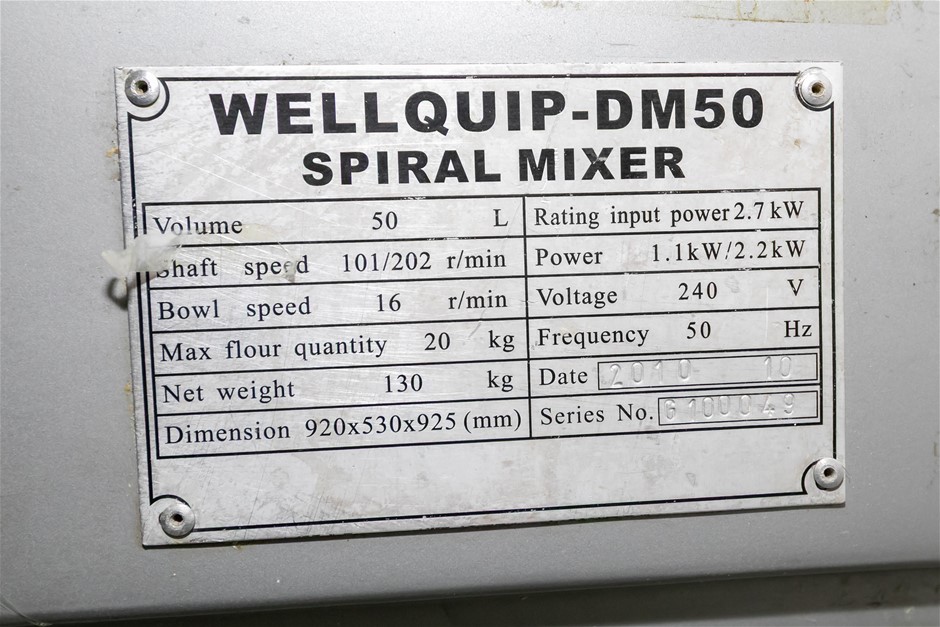 WELLQUIP-DM50
SPIRAL MIXER
Volume 50 L
Shaft speed 101/202 r/min
Bowl speed 16 r/min
Max flour quantity 20 kg
Net weight 130 kg
Dimension 920x530x925 (mm)
Rating input power 2.7 kW
Power 1.1kW/2.2kW
Voltage 240 V
Frequency 50 Hz
Date 2010 10
Series No. G100049